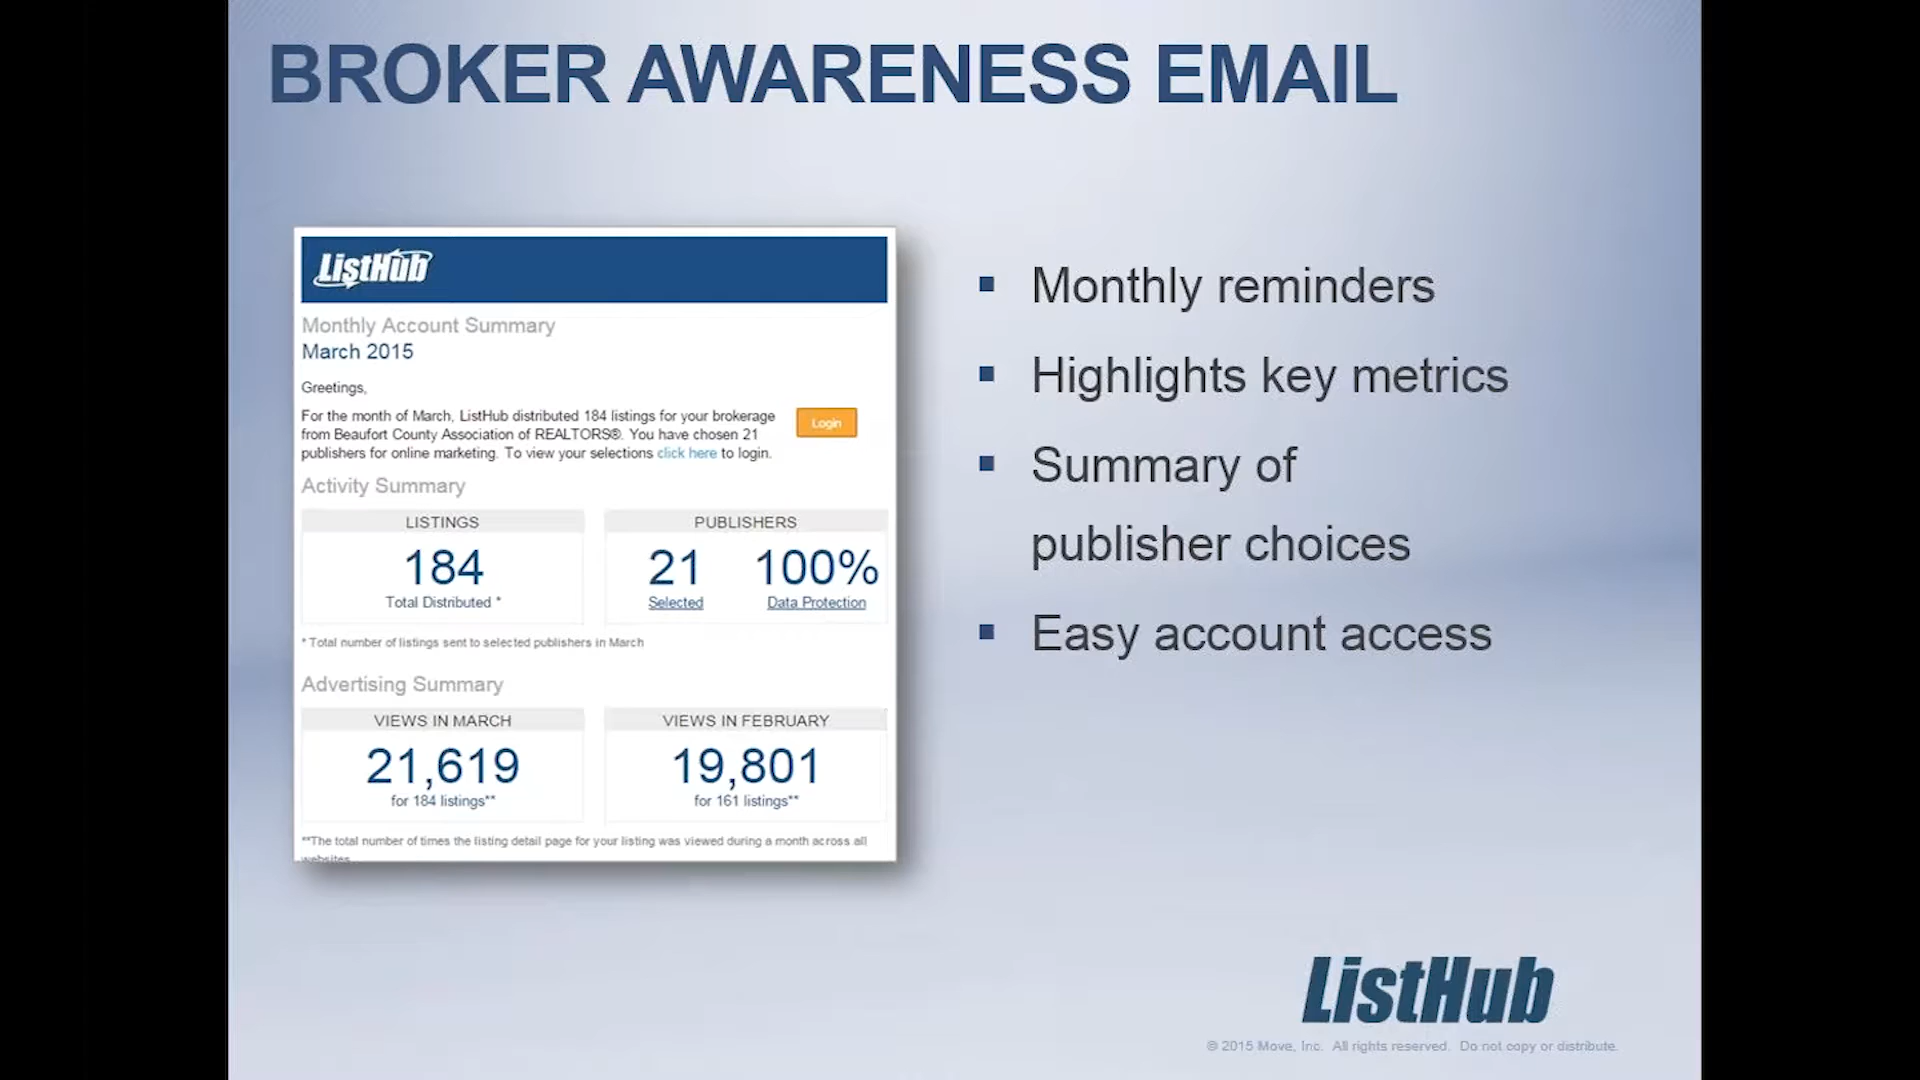 BROKER AWARENESS EMAIL
ListHub
Monthly Account Summary
March 2015
Greetings,
For the month of March, ListHub distributed 184 listings for your brokerage
from Beaufort County Association of REALTORS®. You have chosen 21
publishers for online marketing. To view your selections click here to login.
Login
Activity Summary
LISTINGS
184
Total Distributed *
PUBLISHERS
21 100%
Selected Data Protection
* Total number of listings sent to selected publishers in March
Advertising Summary
VIEWS IN MARCH
21,619
for 184 listings**
VIEWS IN FEBRUARY
19,801
for 161 listings**
**The total number of times the listing detail page for your listing was viewed during a month across all
websites
▪ Monthly reminders
▪ Highlights key metrics
▪ Summary of
publisher choices
▪ Easy account access
ListHub
© 2015 Move, Inc. All rights reserved. Do not copy or distribute.